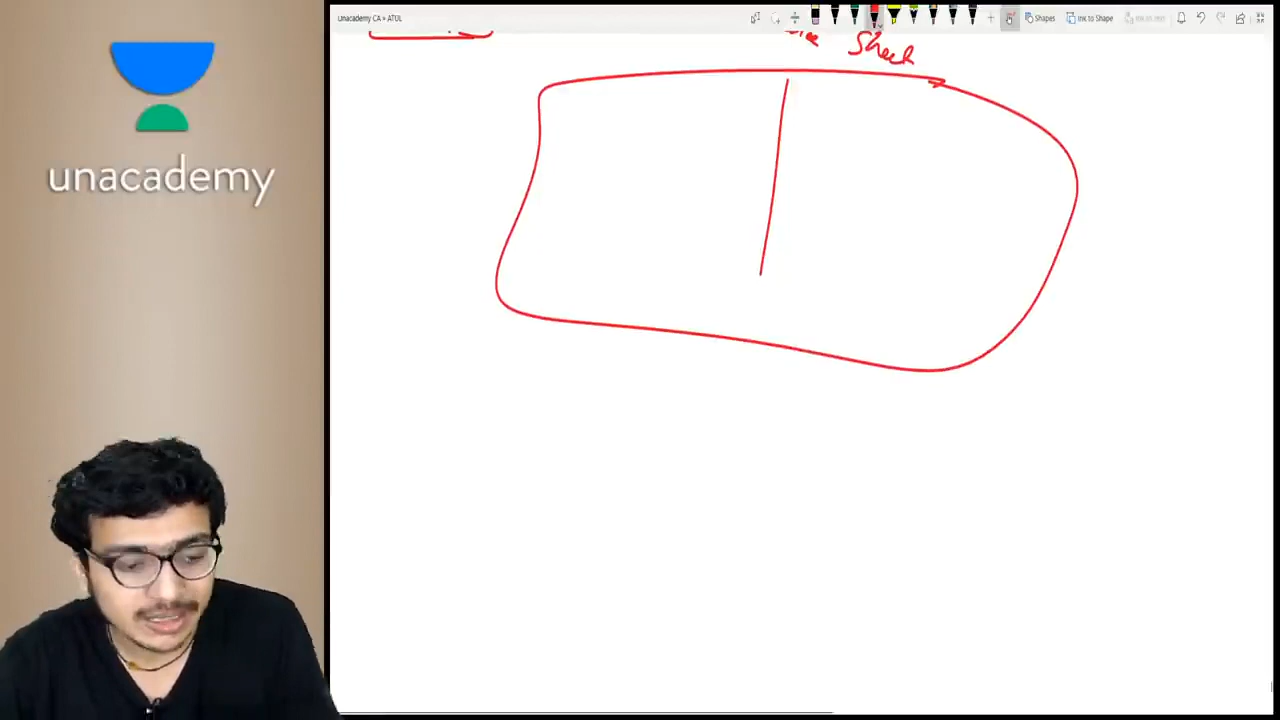 unacademy CA > ATUL
Shapes
Ink to Shape
Sheet
unacademy